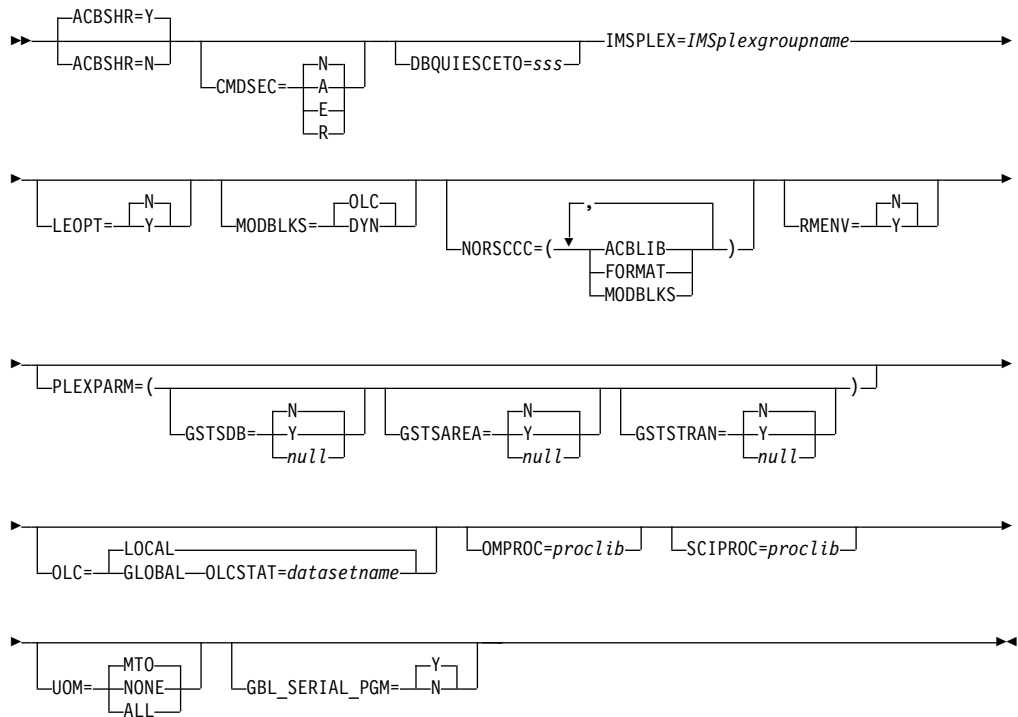 ACBSHR=Y
ACBSHR=N
CMDSEC=
N
A
E
R
DBQUIESCETO=sss
IMSPLEX=IMSplexgroupname
LEOPT=
N
Y
MODBLKS=
OLC
DYN
NORSCCC=(
,
ACBLIB
FORMAT
MODBLKS
)
RMENV=
N
Y
PLEXPARM=(
GSTSDB=
N
Y
null
GSTSAREA=
N
Y
null
GSTSTRAN=
N
Y
null
)
OLC=
LOCAL
GLOBAL OLCSTAT=datasetname
OMPROC=proclib
SCIPROC=proclib
UOM=
MTO
NONE
ALL
GBL_SERIAL_PGM=
Y
N